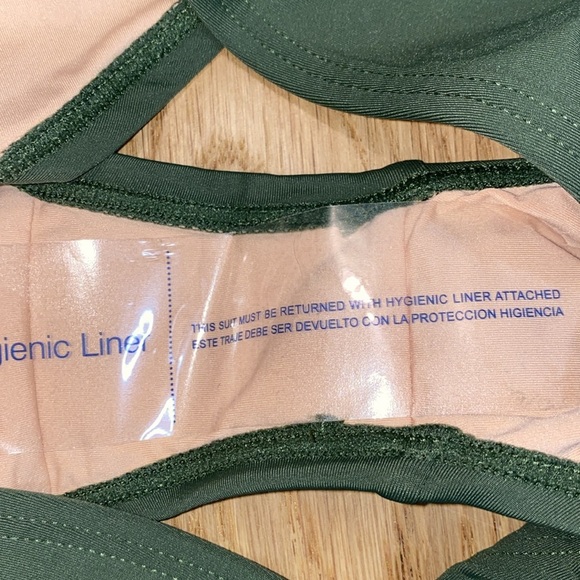 gienic Liner
THIS SUIT MUST BE RETURNED WITH HYGIENIC LINER ATTACHED
ESTE TRAJE DEBE SER DEVUELTO CON LA PROTECCION HIGIENCIA